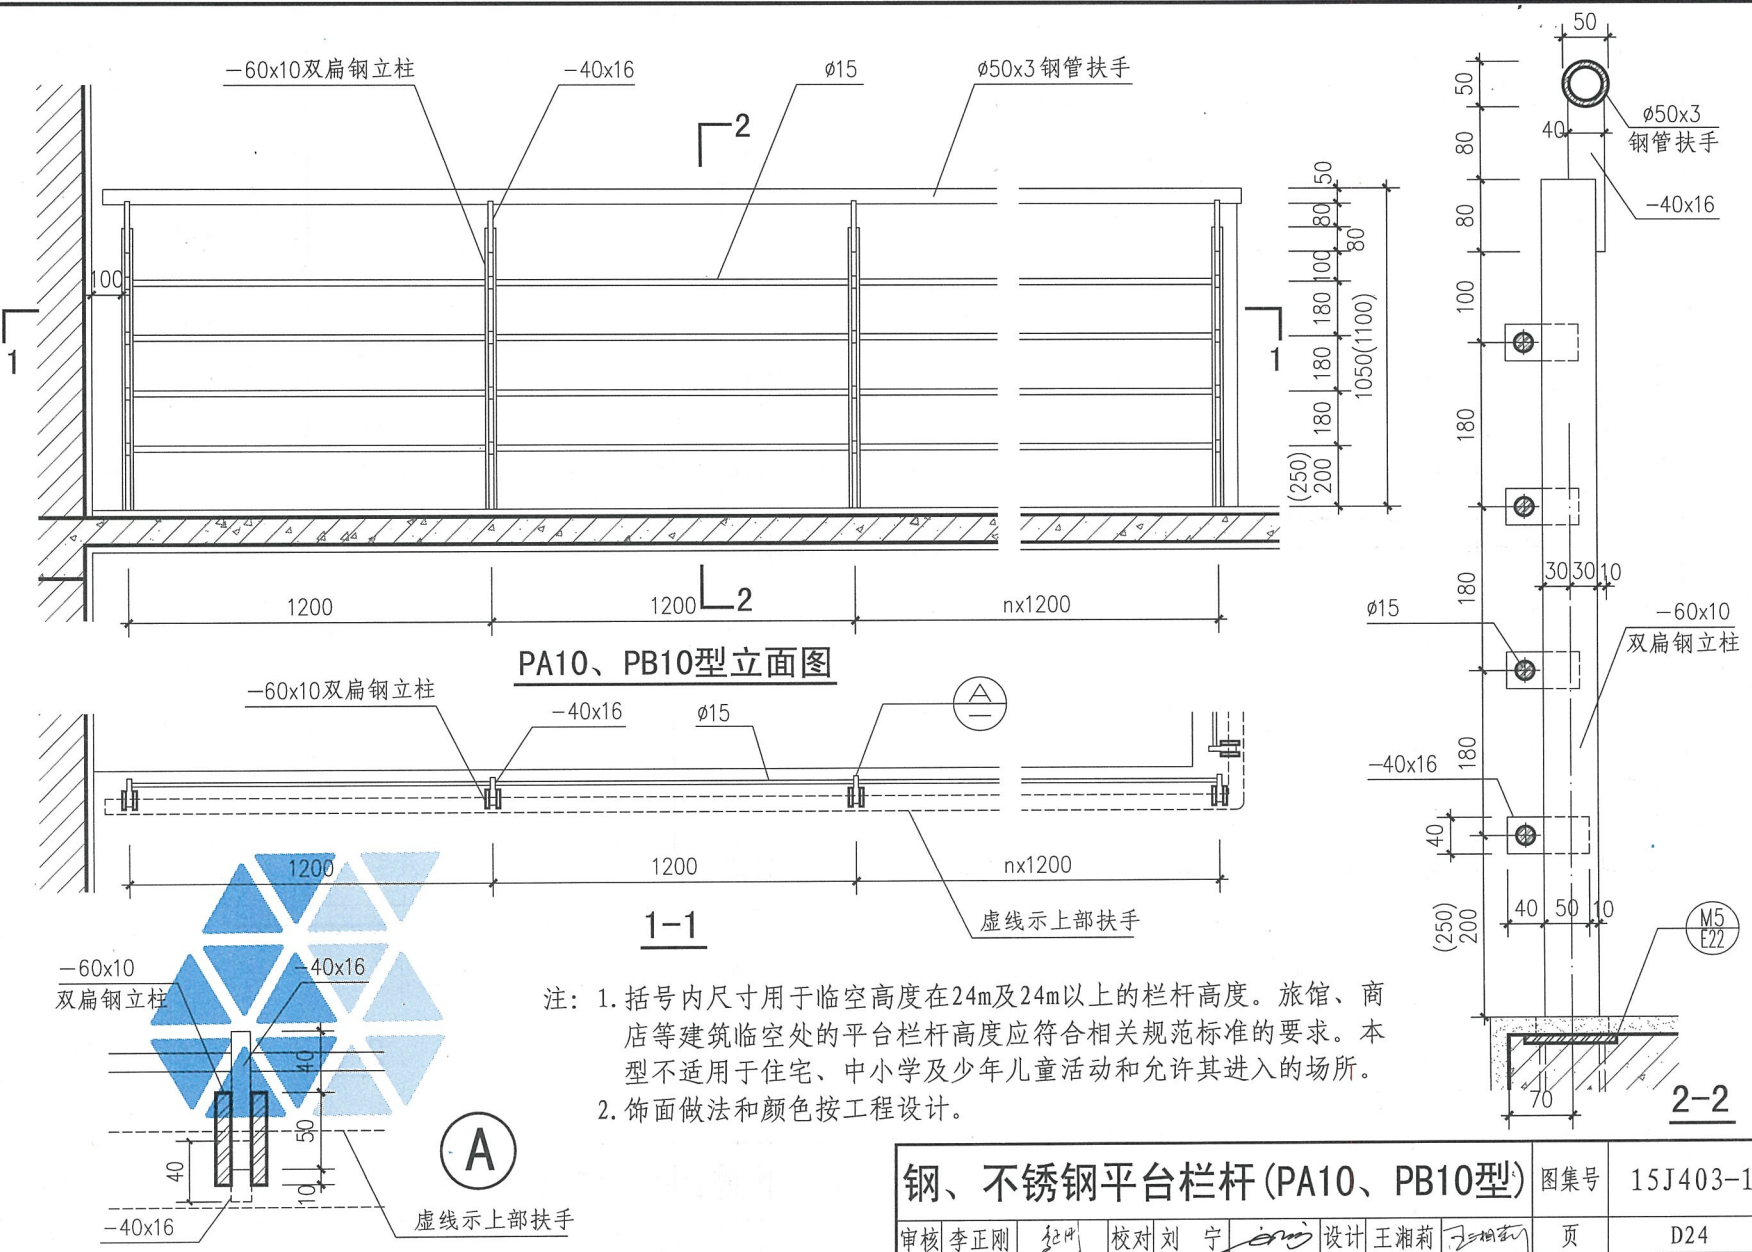 -60x10双扁钢立柱
-40x16
ø15
ø50x3钢管扶手
2
100
1
1
50
80
80
100
180
180
180
(250)
200
1050(1100)
1200
1200
2
nx1200
PA10、PB10型立面图
-60x10双扁钢立柱
-40x16
ø15
A
1200
1200
nx1200
虚线示上部扶手
1-1
-60x10
双扁钢立柱
-40x16
40
50
10
40
-40x16
A
虚线示上部扶手
50
50
80
80
100
180
180
180
(250)
200
40
ø50x3
钢管扶手
-40x16
30
30
10
ø15
-60x10
双扁钢立柱
-40x16
40
40
50
10
M5
E22
70
2-2
注: 1.括号内尺寸用于临空高度在24m及24m以上的栏杆高度。旅馆、商
店等建筑临空处的平台栏杆高度应符合相关规范标准的要求。本
型不适用于住宅、中小学及少年儿童活动和允许其进入的场所。
2.饰面做法和颜色按工程设计。
钢、不锈钢平台栏杆(PA10、PB10型)
图集号
15J403-1
审核 李正刚 校对 刘 宁 设计 王湘莉 王湘莉 页 D24